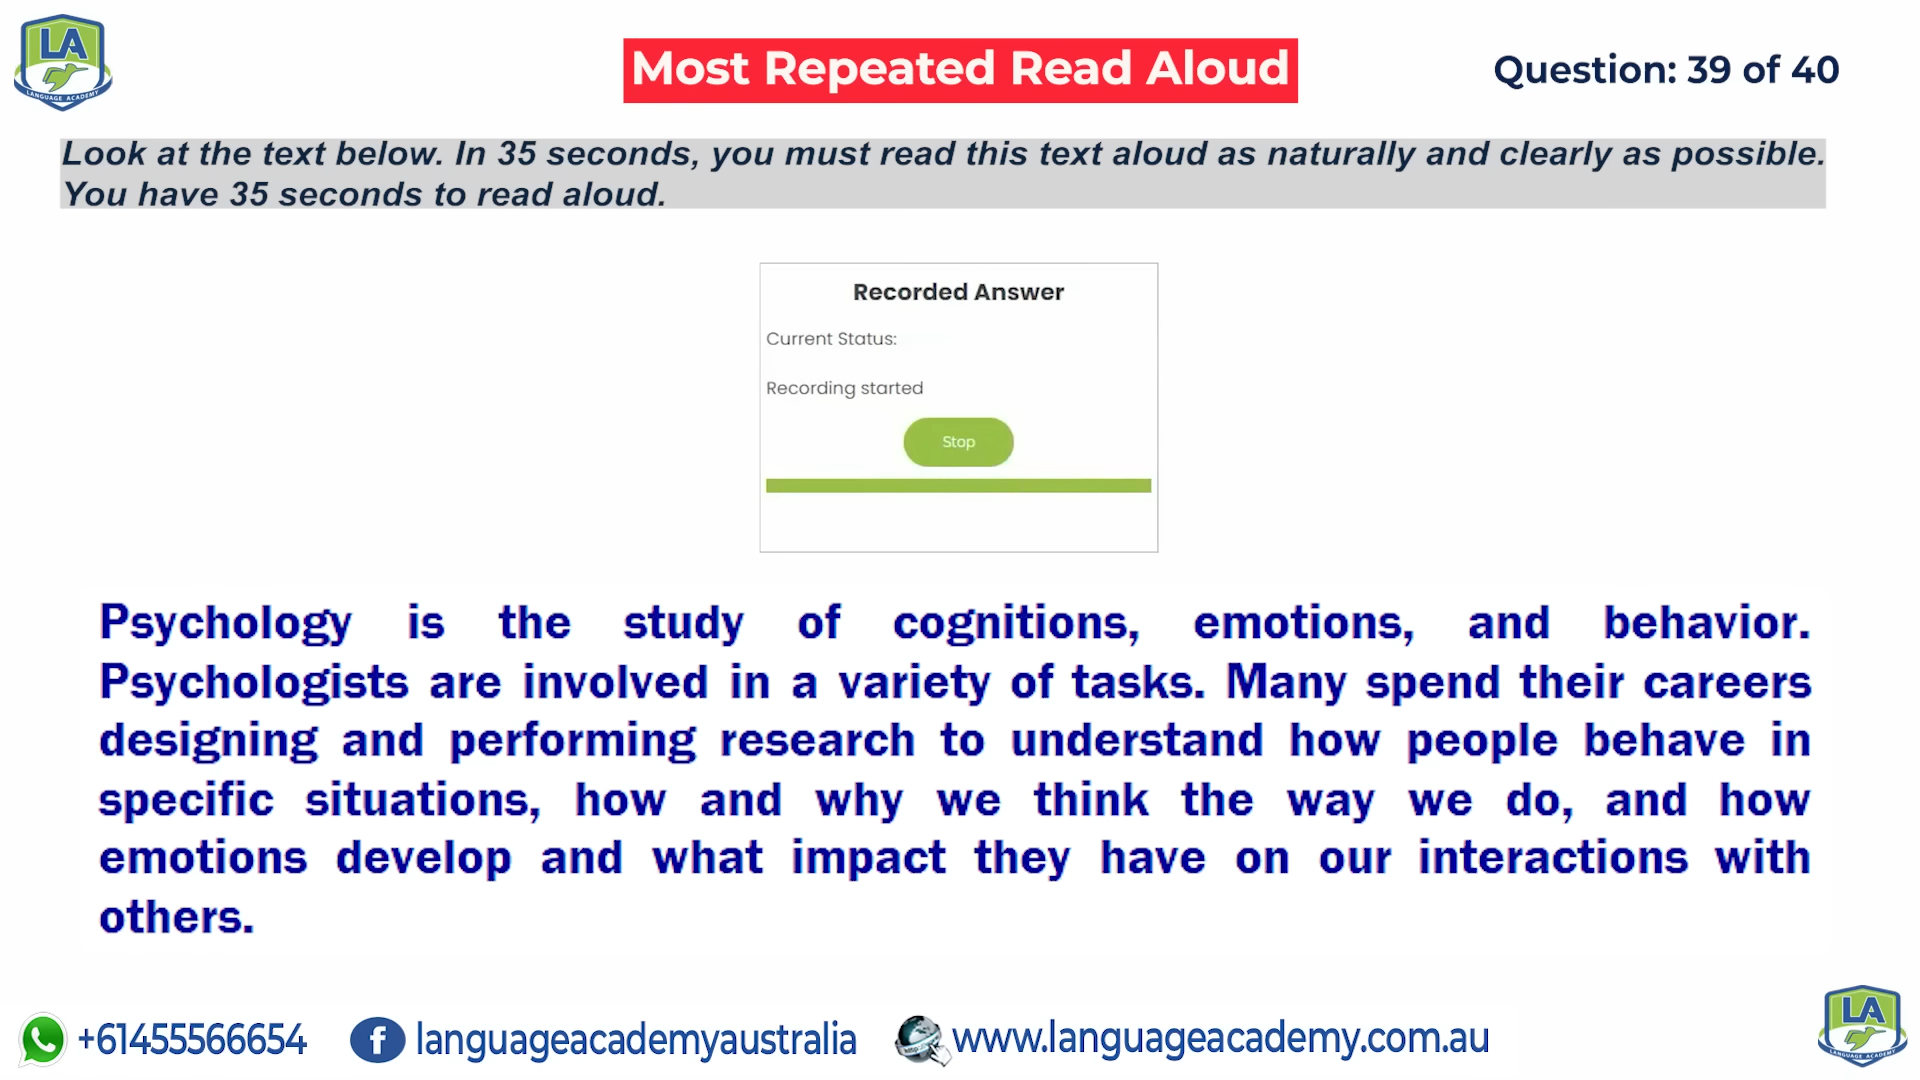 LA
LANGUAGE ACADEMY
Most Repeated Read Aloud
Question: 39 of 40
Look at the text below. In 35 seconds, you must read this text aloud as naturally and clearly as possible.
You have 35 seconds to read aloud.
Recorded Answer
Current Status:
Recording started
Stop
Psychology is the study of cognitions, emotions, and behavior.
Psychologists are involved in a variety of tasks. Many spend their careers
designing and performing research to understand how people behave in
specific situations, how and why we think the way we do, and how
emotions develop and what impact they have on our interactions with
others.
+61455566654
f
languageacademyaustralia
http://
www.languageacademy.com.au
LA
LANGUAGE ACADEMY